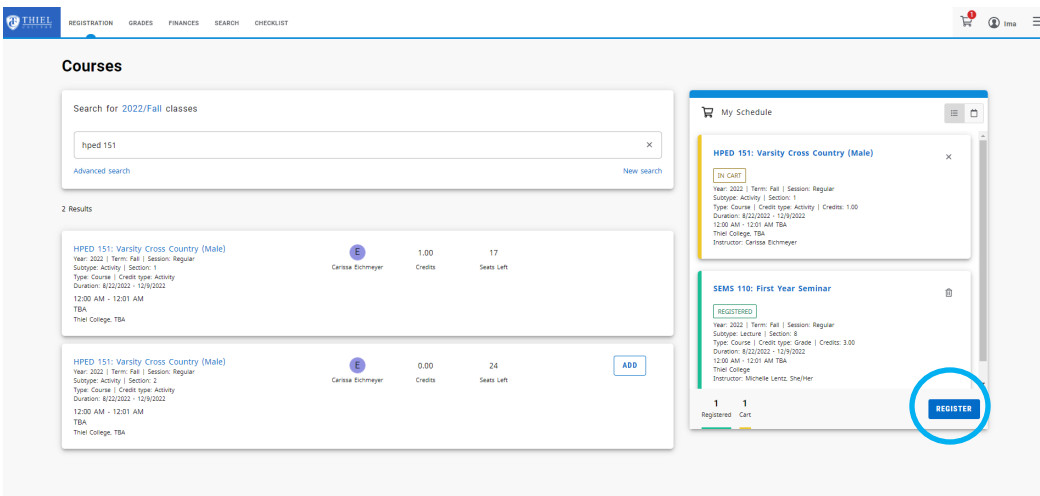 THIEL
COLLEGE
REGISTRATION GRADES FINANCES SEARCH CHECKLIST
1
Ima
Courses
Search for 2022/Fall classes
hped 151
Advanced search
New search
2 Results
HPED 151: Varsity Cross Country (Male)
Year: 2022 | Term: Fall | Session: Regular
Subtype: Activity | Section: 1
Type: Course | Credit type: Activity
Duration: 8/22/2022 - 12/9/2022
12:00 AM - 12:01 AM
TBA
Thiel College, TBA
E
Carissa Eichmeyer
1.00
Credits
17
Seats Left
HPED 151: Varsity Cross Country (Male)
Year: 2022 | Term: Fall | Session: Regular
Subtype: Activity | Section: 2
Type: Course | Credit type: Activity
Duration: 8/22/2022 - 12/9/2022
12:00 AM - 12:01 AM
TBA
Thiel College, TBA
E
Carissa Eichmeyer
0.00
Credits
24
Seats Left
ADD
My Schedule
HPED 151: Varsity Cross Country (Male)
IN CART
Year: 2022 | Term: Fall | Session: Regular
Subtype: Activity | Section: 1
Type: Course | Credit type: Activity | Credits: 1.00
Duration: 8/22/2022 - 12/9/2022
12:00 AM - 12:01 AM TBA
Thiel College, TBA
Instructor: Carissa Eichmeyer
SEMS 110: First Year Seminar
REGISTERED
Year: 2022 | Term: Fall | Session: Regular
Subtype: Lecture | Section: 8
Type: Course | Credit type: Grade | Credits: 3.00
Duration: 8/22/2022 - 12/9/2022
12:00 AM - 12:01 AM TBA
Thiel College
Instructor: Michelle Lentz, She/Her
1 1
Registered Cart
REGISTER